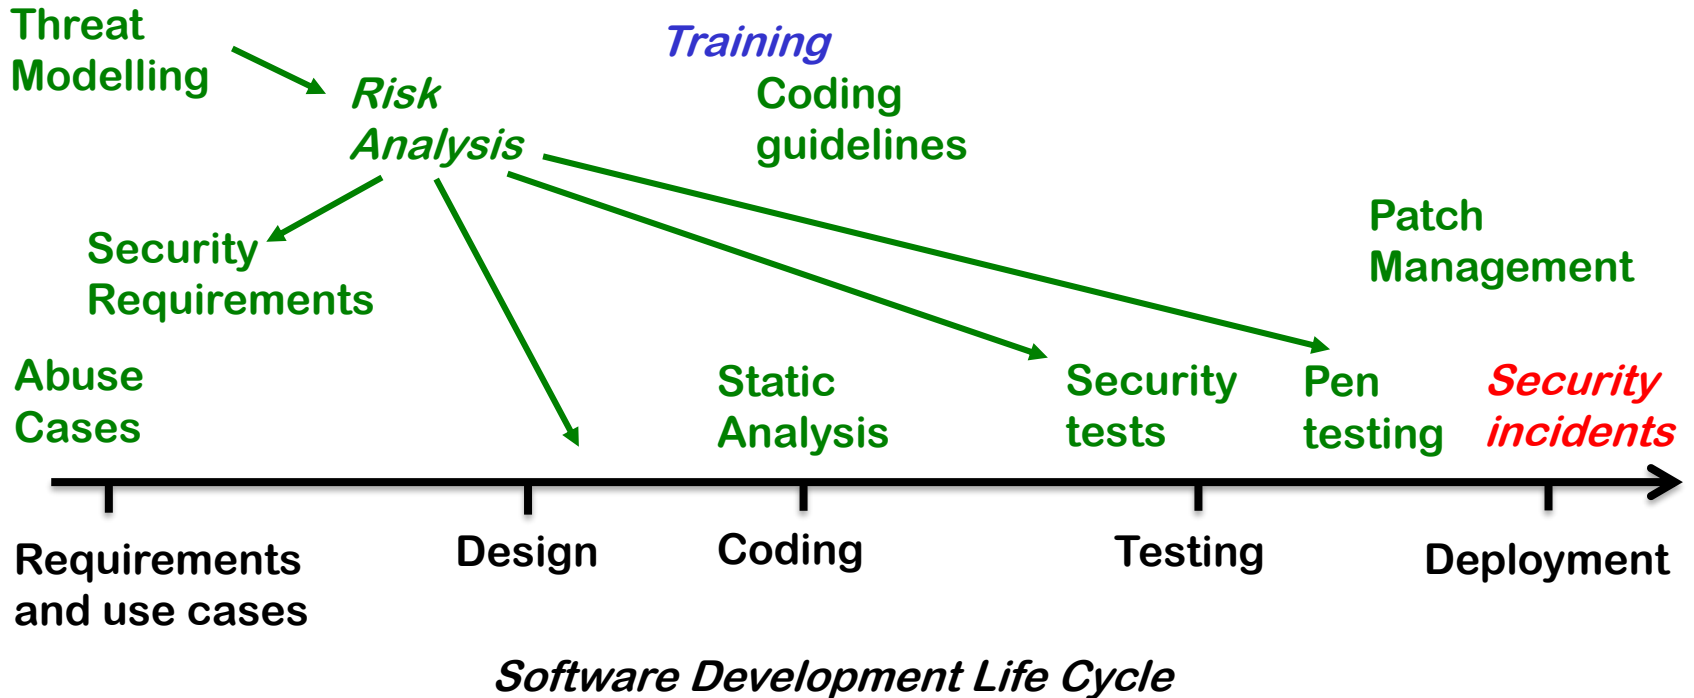 Threat
Modelling
Training
Risk
Analysis
Coding
guidelines
Security
Requirements
Patch
Management
Abuse
Cases
Static
Analysis
Security
tests
Pen
testing
Security
incidents
Requirements
and use cases
Design
Coding
Testing
Deployment
Software Development Life Cycle